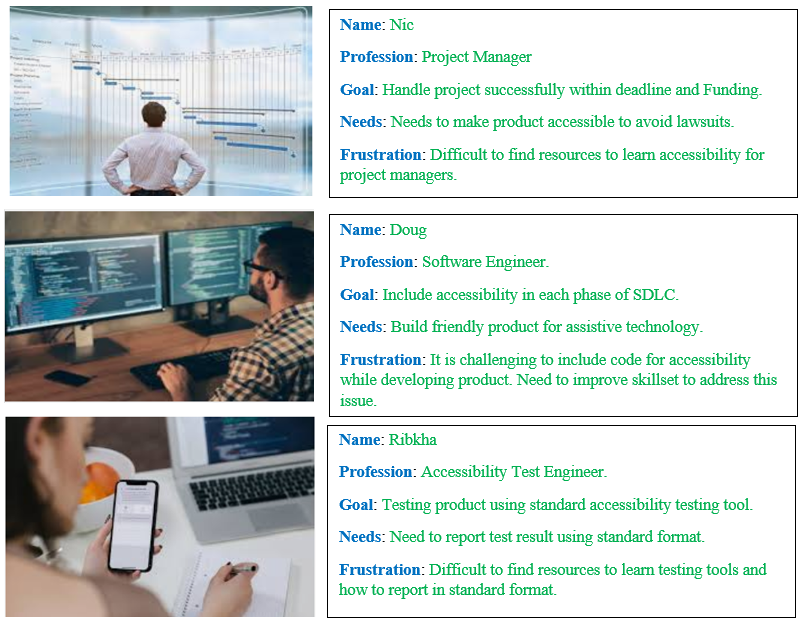 Name: Nic
Profession: Project Manager
Goal: Handle project successfully within deadline and Funding.
Needs: Needs to make product accessible to avoid lawsuits.
Frustration: Difficult to find resources to learn accessibility for
project managers.
Name: Doug
Profession: Software Engineer.
Goal: Include accessibility in each phase of SDLC.
Needs: Build friendly product for assistive technology.
Frustration: It is challenging to include code for accessibility
while developing product. Need to improve skillset to address this
issue.
Name: Ribkha
Profession: Accessibility Test Engineer.
Goal: Testing product using standard accessibility testing tool.
Needs: Need to report test result using standard format.
Frustration: Difficult to find resources to learn testing tools and
how to report in standard format.